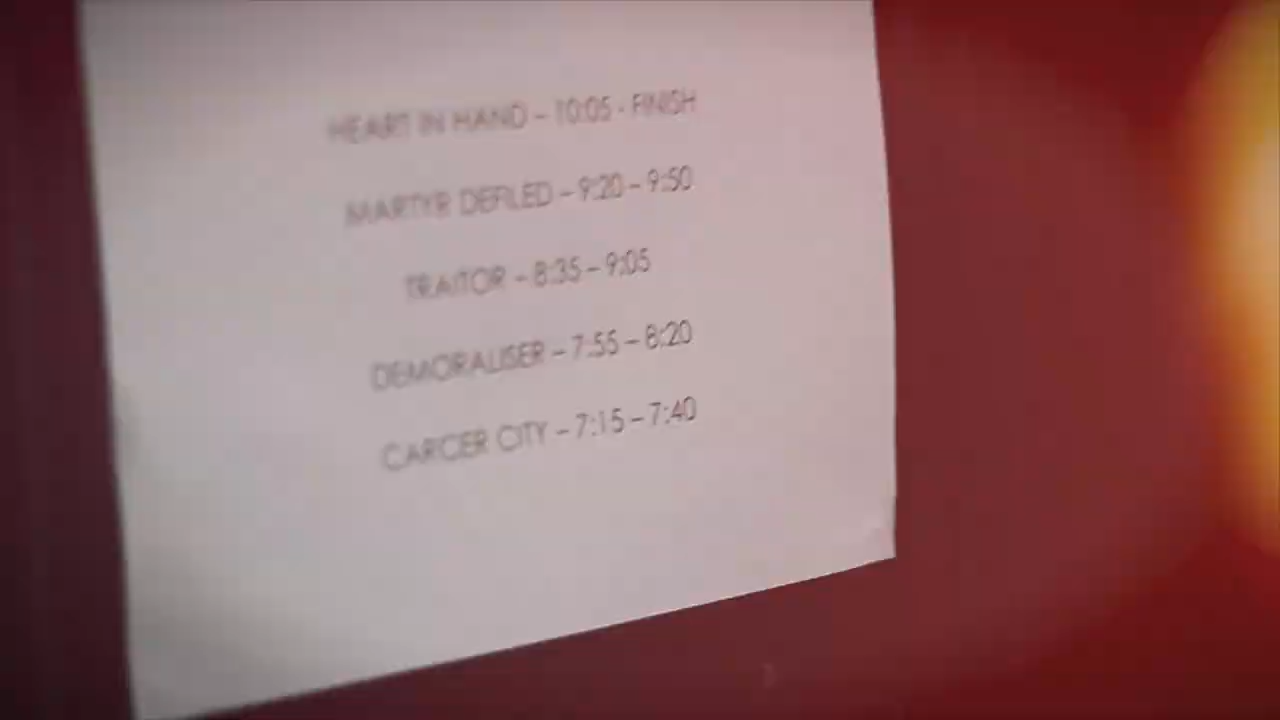 HEART IN HAND – 10:05 - FINISH
MARTYR DEFILED – 9:20 – 9:50
TRAITOR – 8:35 – 9:05
DEMORALISER – 7:55 – 8:20
CARCER CITY – 7:15 – 7:40